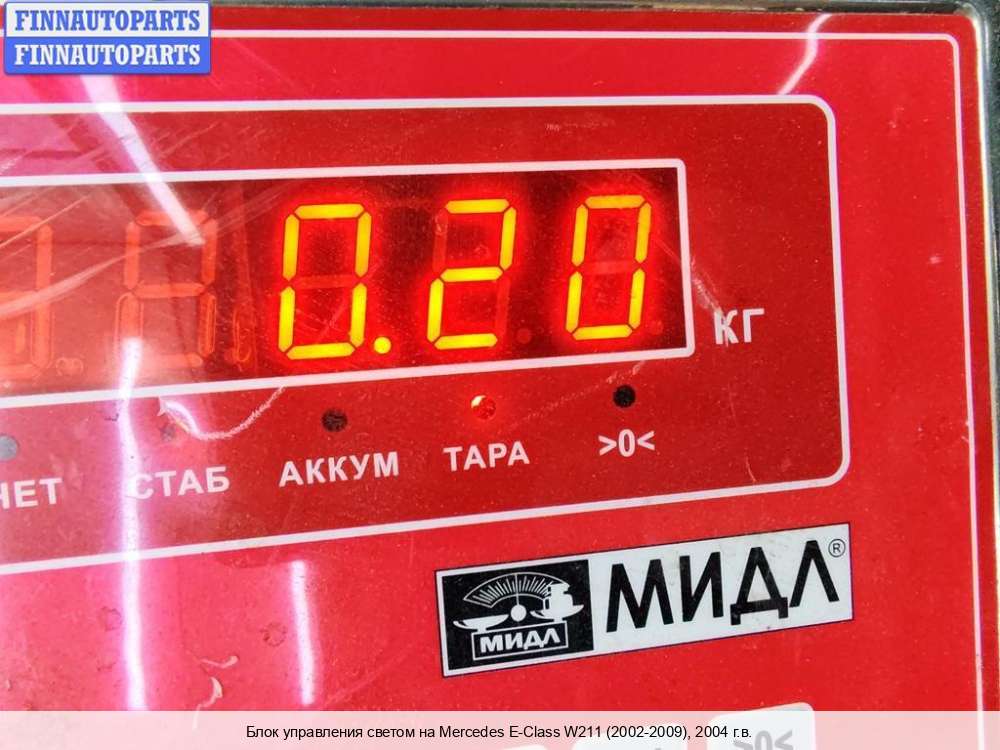 FINNAUTOPARTS
FINNAUTOPARTS
0.20
КГ
СТАБ АККУМ ТАРА >0<
МИДЛ
МИДЛ®
>0<
Блок управления светом на Mercedes E-Class W211 (2002-2009), 2004 г.в.